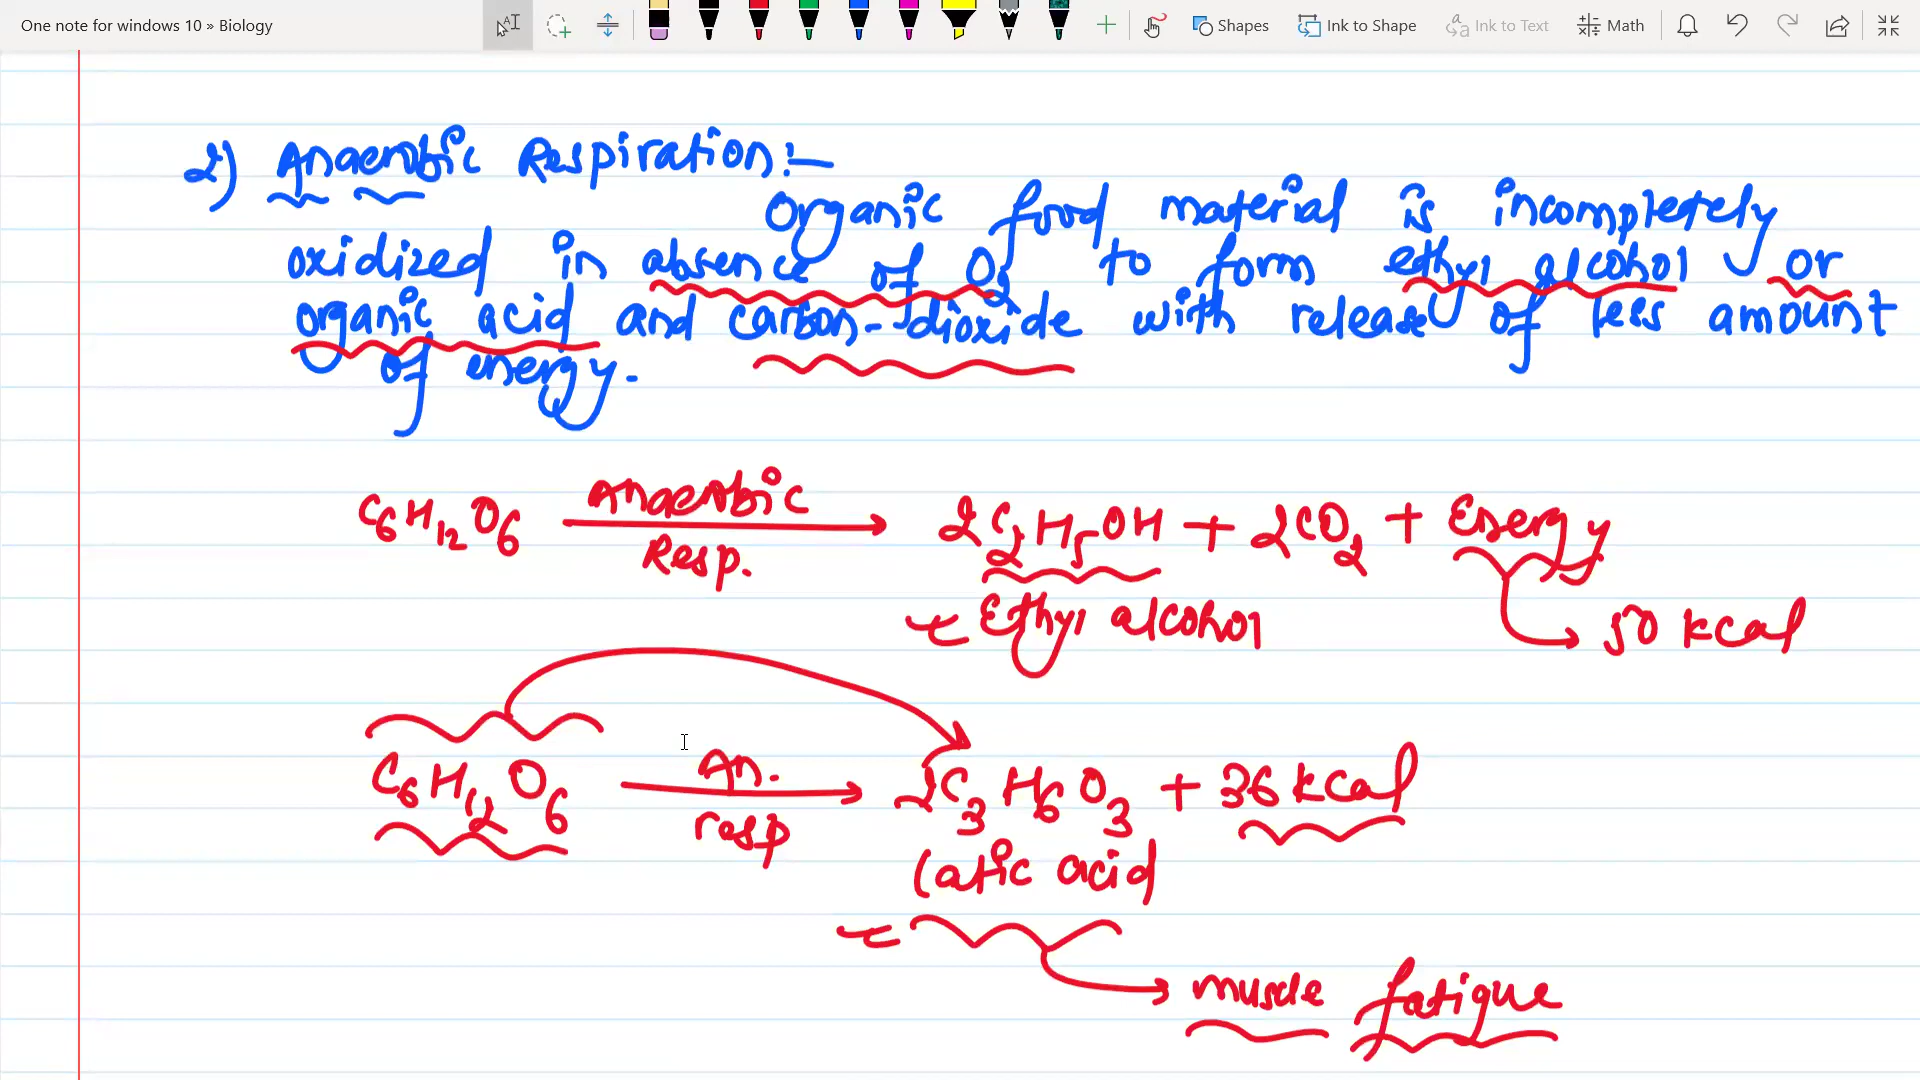 One note for windows 10 » Biology
Shapes Ink to Shape Ink to Text Math
2) Anaerobic Respiration:-
Organic food material is incompletely
oxidized in absence of O₂ to form ethyl alcohol or
organic acid and carbon-dioxide with release of less amount
of energy.
C₆H₁₂O₆ Anaerobic Resp. → 2C₂H₅OH + 2CO₂ + Energy
Ethyl alcohol → 50 kcal
C₆H₁₂O₆ An. resp → 2C₃H₆O₃ + 36 kcal
Latic acid
→ muscle fatigue